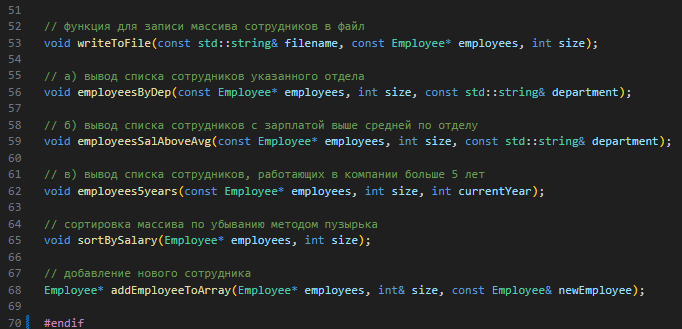 51
52 // функция для записи массива сотрудников в файл
53 void writeToFile(const std::string& filename, const Employee* employees, int size);
54
55 // а) вывод списка сотрудников указанного отдела
56 void employeesByDep(const Employee* employees, int size, const std::string& department);
57
58 // б) вывод списка сотрудников с зарплатой выше средней по отделу
59 void employeesSalAboveAvg(const Employee* employees, int size, const std::string& department);
60
61 // в) вывод списка сотрудников, работающих в компании больше 5 лет
62 void employees5years(const Employee* employees, int size, int currentYear);
63
64 // сортировка массива по убыванию методом пузырька
65 void sortBySalary(Employee* employees, int size);
66
67 // добавление нового сотрудника
68 Employee* addEmployeeToArray(Employee* employees, int& size, const Employee& newEmployee);
69
70 #endif